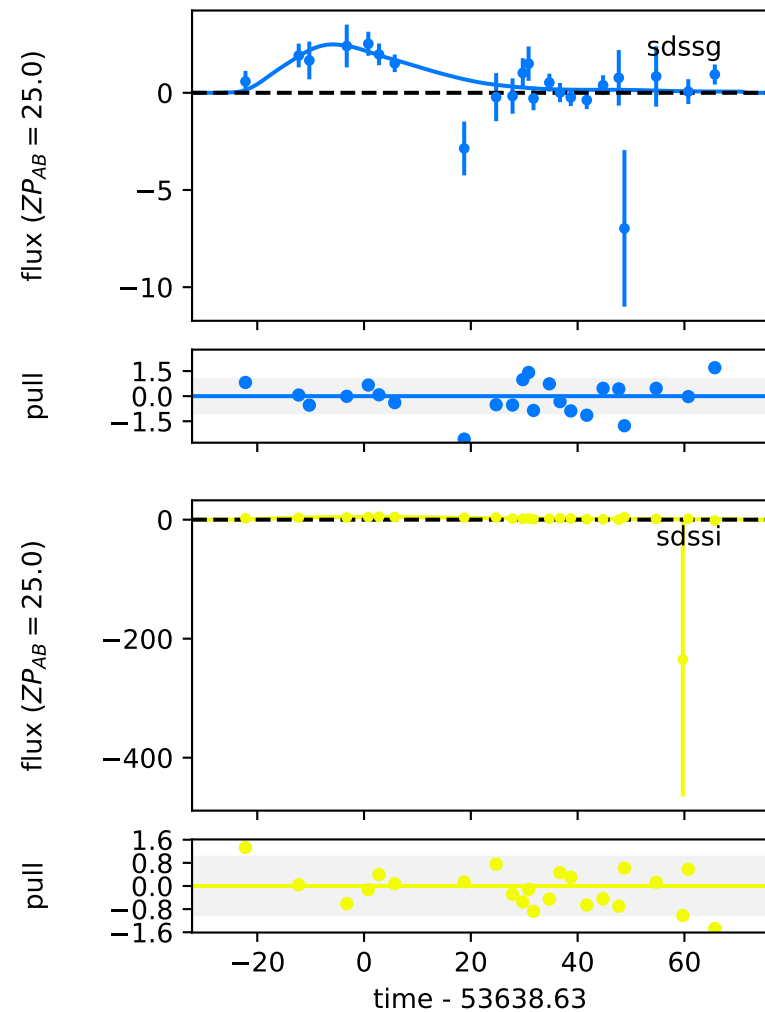 sdssg
flux (ZP_AB = 25.0)
0
−5
−10
pull
1.5
0.0
−1.5
sdssi
flux (ZP_AB = 25.0)
0
−200
−400
pull
1.6
0.8
0.0
−0.8
−1.6
−20 0 20 40 60
time - 53638.63